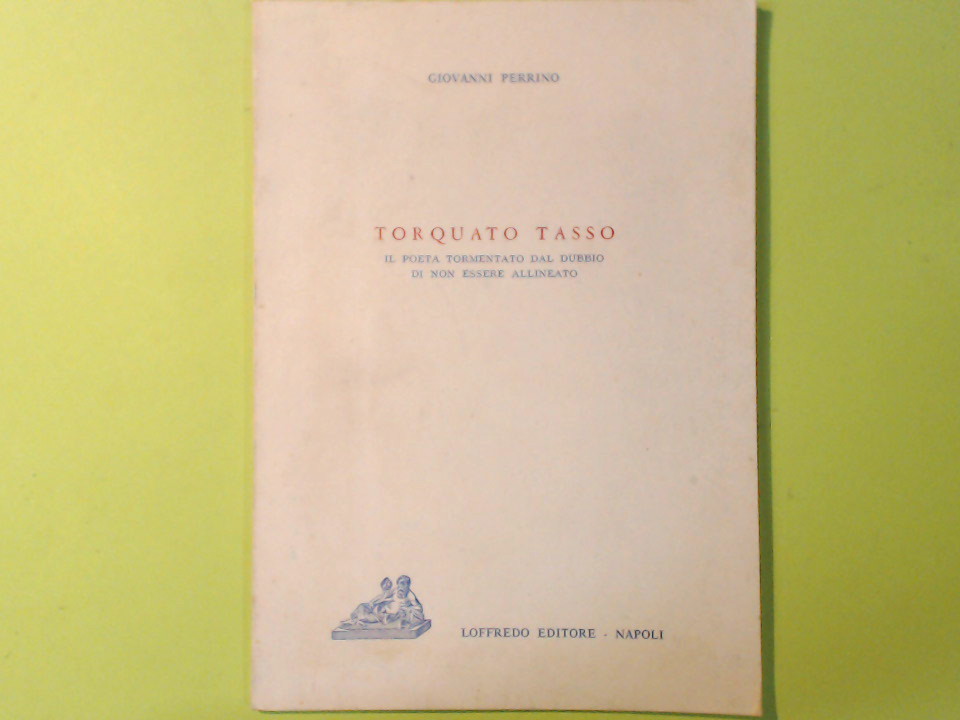 GIOVANNI PERRINO
TORQUATO TASSO
IL POETA TORMENTATO DAL DUBBIO
DI NON ESSERE ALLINEATO
LOFFREDO EDITORE - NAPOLI